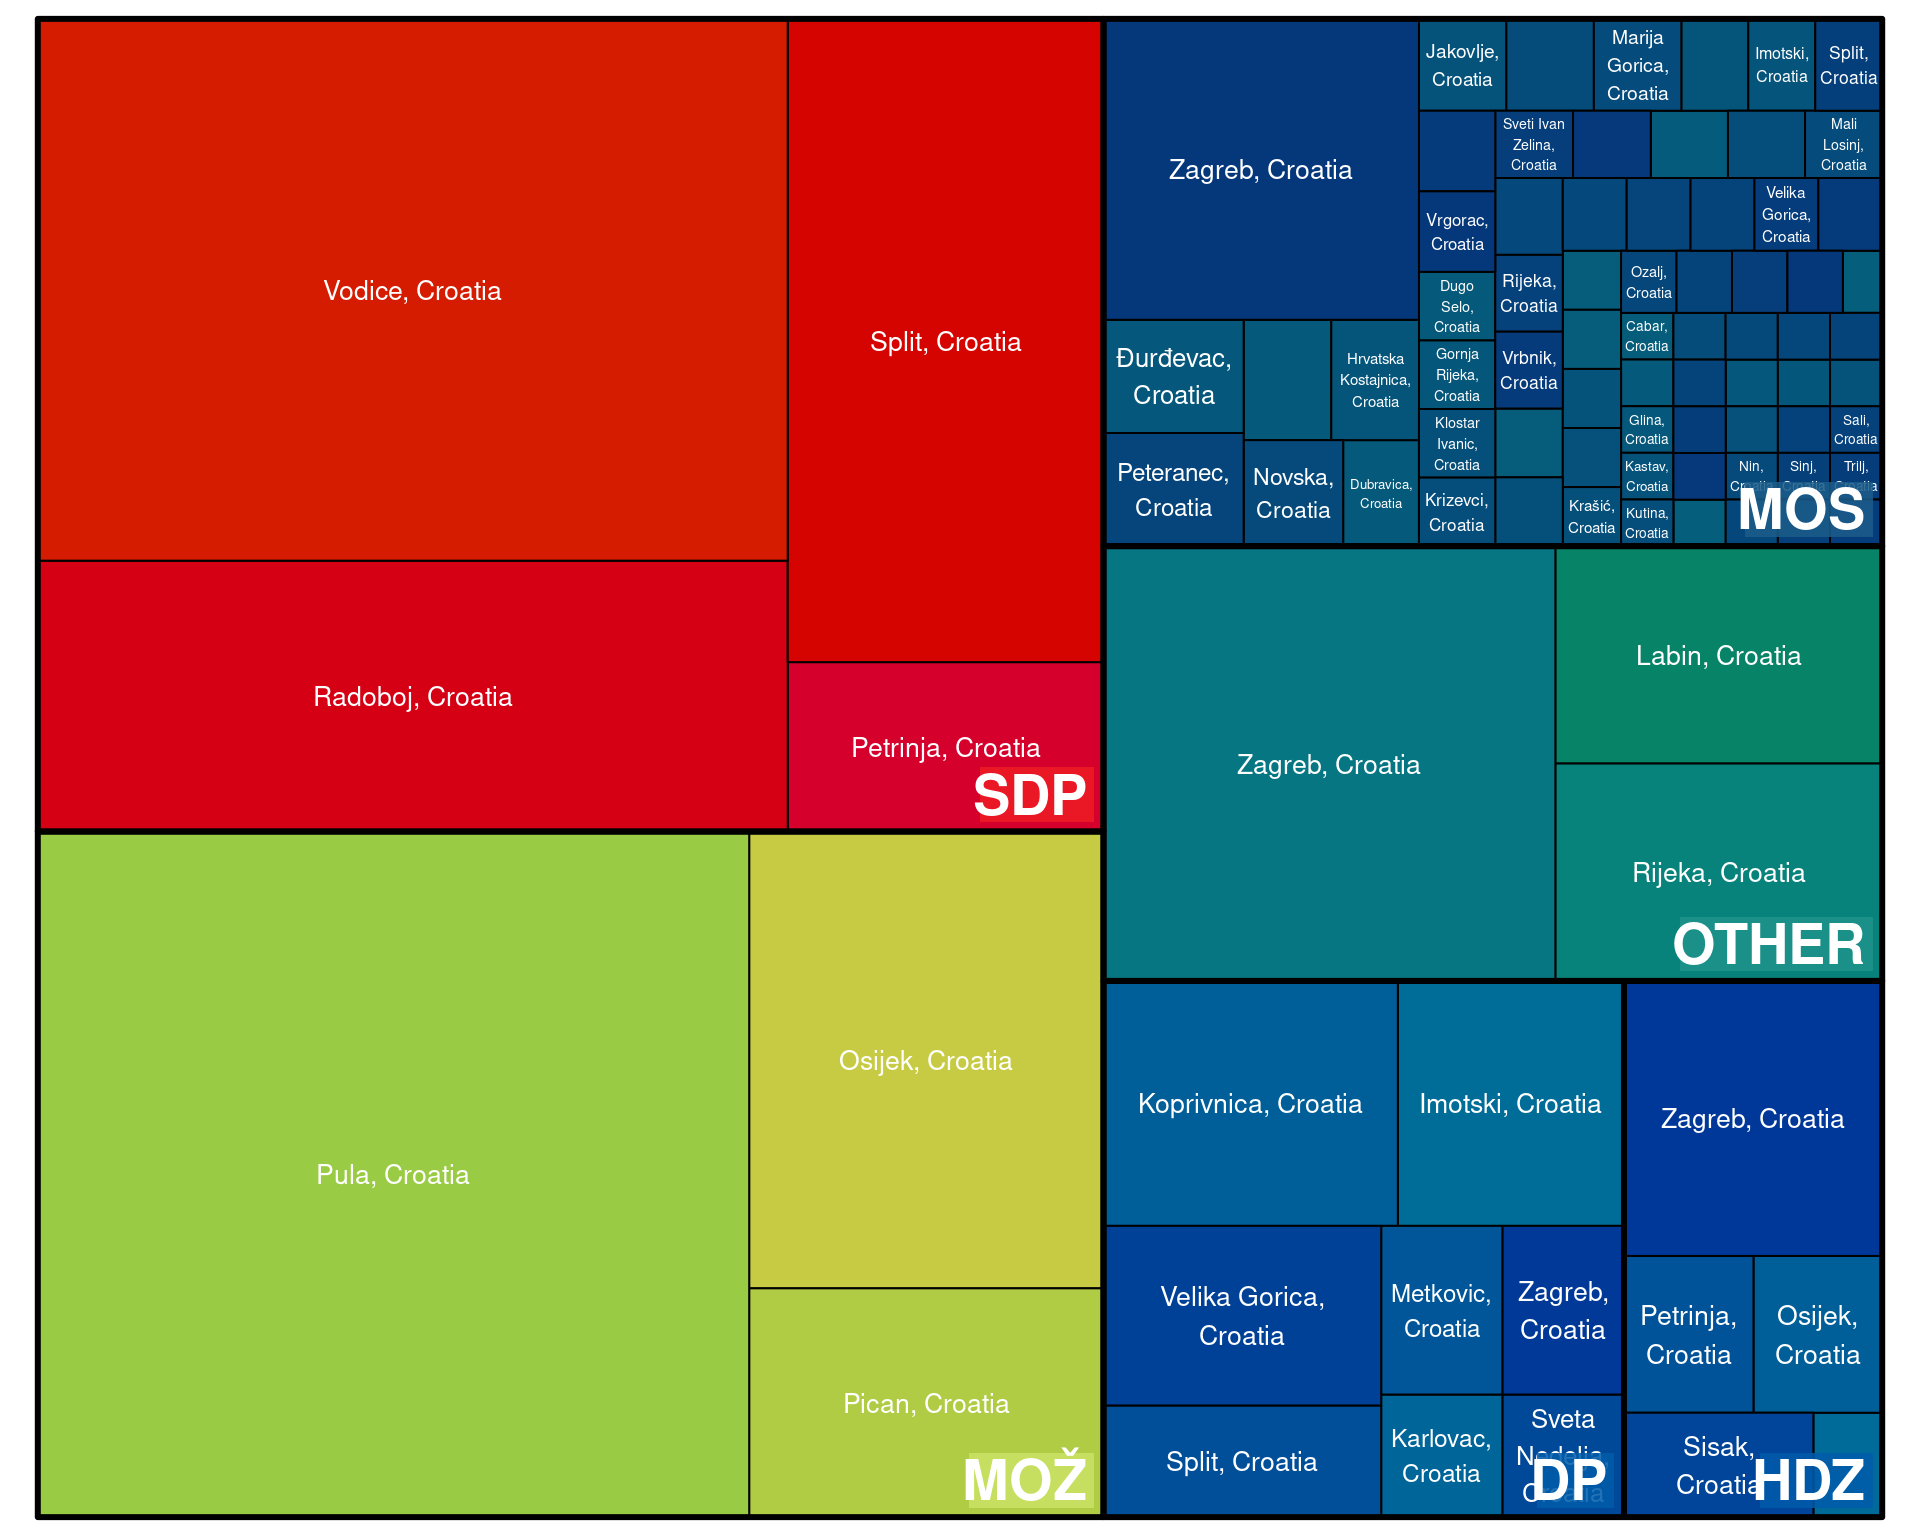 Vodice, Croatia
Split, Croatia
Radoboj, Croatia
Petrinja, Croatia
SDP
Pula, Croatia
Osijek, Croatia
Pican, Croatia
MOŽ
Zagreb, Croatia
Đurđevac,
Croatia
Peteranec,
Croatia
Hrvatska
Kostajnica,
Croatia
Novska,
Croatia
Dubravica,
Croatia
Jakovlje,
Croatia
Marija
Gorica,
Croatia
Imotski,
Croatia
Split,
Croatia
Sveti Ivan
Zelina,
Croatia
Mali
Losinj,
Croatia
Vrgorac,
Croatia
Velika
Gorica,
Croatia
Dugo
Selo,
Croatia
Rijeka,
Croatia
Ozalj,
Croatia
Gornja
Rijeka,
Croatia
Vrbnik,
Croatia
Cabar,
Croatia
Klostar
Ivanic,
Croatia
Glina,
Croatia
Sali,
Croatia
Krizevci,
Croatia
Krašić,
Croatia
Kastav,
Croatia
Nin,
Croatia
Sinj,
Croatia
Trilj,
Croatia
Kutina,
Croatia
MOS
Zagreb, Croatia
Labin, Croatia
Rijeka, Croatia
OTHER
Koprivnica, Croatia
Imotski, Croatia
Velika Gorica,
Croatia
Metkovic,
Croatia
Zagreb,
Croatia
Split, Croatia
Karlovac,
Croatia
Sveta
Nedelja,
Croatia
DP
Zagreb, Croatia
Petrinja,
Croatia
Osijek,
Croatia
Sisak,
Croatia
HDZ